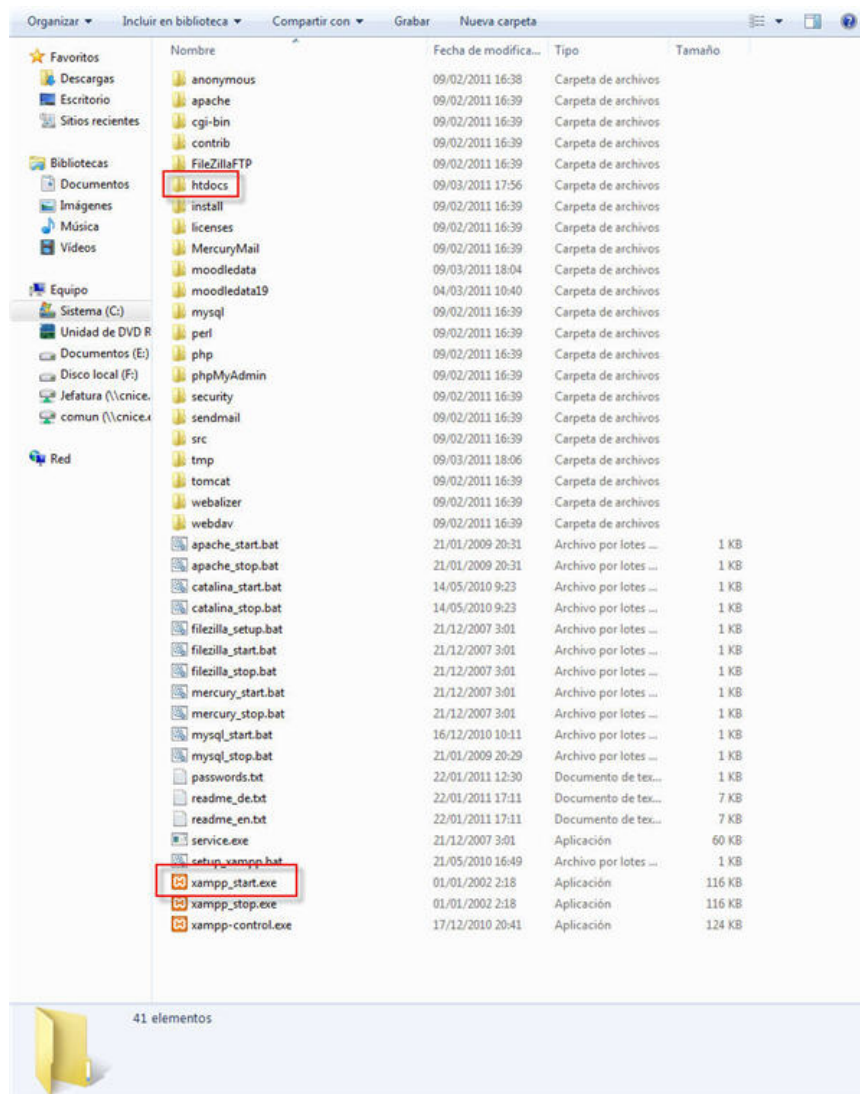 Organizar Incluir en biblioteca Compartir con Grabar Nueva carpeta
Favoritos
Descargas
Escritorio
Sitios recientes
Bibliotecas
Documentos
Imágenes
Música
Vídeos
Equipo
Sistema (C:)
Unidad de DVD R
Documentos (E:)
Disco local (F:)
Jefatura (\\cnice.
comun (\\cnice.e
Red
Nombre Fecha de modifica... Tipo Tamaño
anonymous 09/02/2011 16:38 Carpeta de archivos
apache 09/02/2011 16:39 Carpeta de archivos
cgi-bin 09/02/2011 16:39 Carpeta de archivos
contrib 09/02/2011 16:39 Carpeta de archivos
FileZillaFTP 09/02/2011 16:39 Carpeta de archivos
htdocs 09/03/2011 17:56 Carpeta de archivos
install 09/02/2011 16:39 Carpeta de archivos
licenses 09/02/2011 16:39 Carpeta de archivos
MercuryMail 09/02/2011 16:39 Carpeta de archivos
moodledata 09/03/2011 18:04 Carpeta de archivos
moodledata19 04/03/2011 10:40 Carpeta de archivos
mysql 09/02/2011 16:39 Carpeta de archivos
perl 09/02/2011 16:39 Carpeta de archivos
php 09/02/2011 16:39 Carpeta de archivos
phpMyAdmin 09/02/2011 16:39 Carpeta de archivos
security 09/02/2011 16:39 Carpeta de archivos
sendmail 09/02/2011 16:39 Carpeta de archivos
src 09/02/2011 16:39 Carpeta de archivos
tmp 09/03/2011 18:06 Carpeta de archivos
tomcat 09/02/2011 16:39 Carpeta de archivos
webalizer 09/02/2011 16:39 Carpeta de archivos
webdav 09/02/2011 16:39 Carpeta de archivos
apache_start.bat 21/01/2009 20:31 Archivo por lotes ... 1 KB
apache_stop.bat 21/01/2009 20:31 Archivo por lotes ... 1 KB
catalina_start.bat 14/05/2010 9:23 Archivo por lotes ... 1 KB
catalina_stop.bat 14/05/2010 9:23 Archivo por lotes ... 1 KB
filezilla_setup.bat 21/12/2007 3:01 Archivo por lotes ... 1 KB
filezilla_start.bat 21/12/2007 3:01 Archivo por lotes ... 1 KB
filezilla_stop.bat 21/12/2007 3:01 Archivo por lotes ... 1 KB
mercury_start.bat 21/12/2007 3:01 Archivo por lotes ... 1 KB
mercury_stop.bat 21/12/2007 3:01 Archivo por lotes ... 1 KB
mysql_start.bat 16/12/2010 10:11 Archivo por lotes ... 1 KB
mysql_stop.bat 21/01/2009 20:29 Archivo por lotes ... 1 KB
passwords.txt 22/01/2011 12:30 Documento de tex... 1 KB
readme_de.txt 22/01/2011 17:11 Documento de tex... 7 KB
readme_en.txt 22/01/2011 17:11 Documento de tex... 7 KB
service.exe 21/12/2007 3:01 Aplicación 60 KB
setup_xampp.bat 21/05/2010 16:49 Archivo por lotes ... 1 KB
xampp_start.exe 01/01/2002 2:18 Aplicación 116 KB
xampp_stop.exe 01/01/2002 2:18 Aplicación 116 KB
xampp-control.exe 17/12/2010 20:41 Aplicación 124 KB
41 elementos